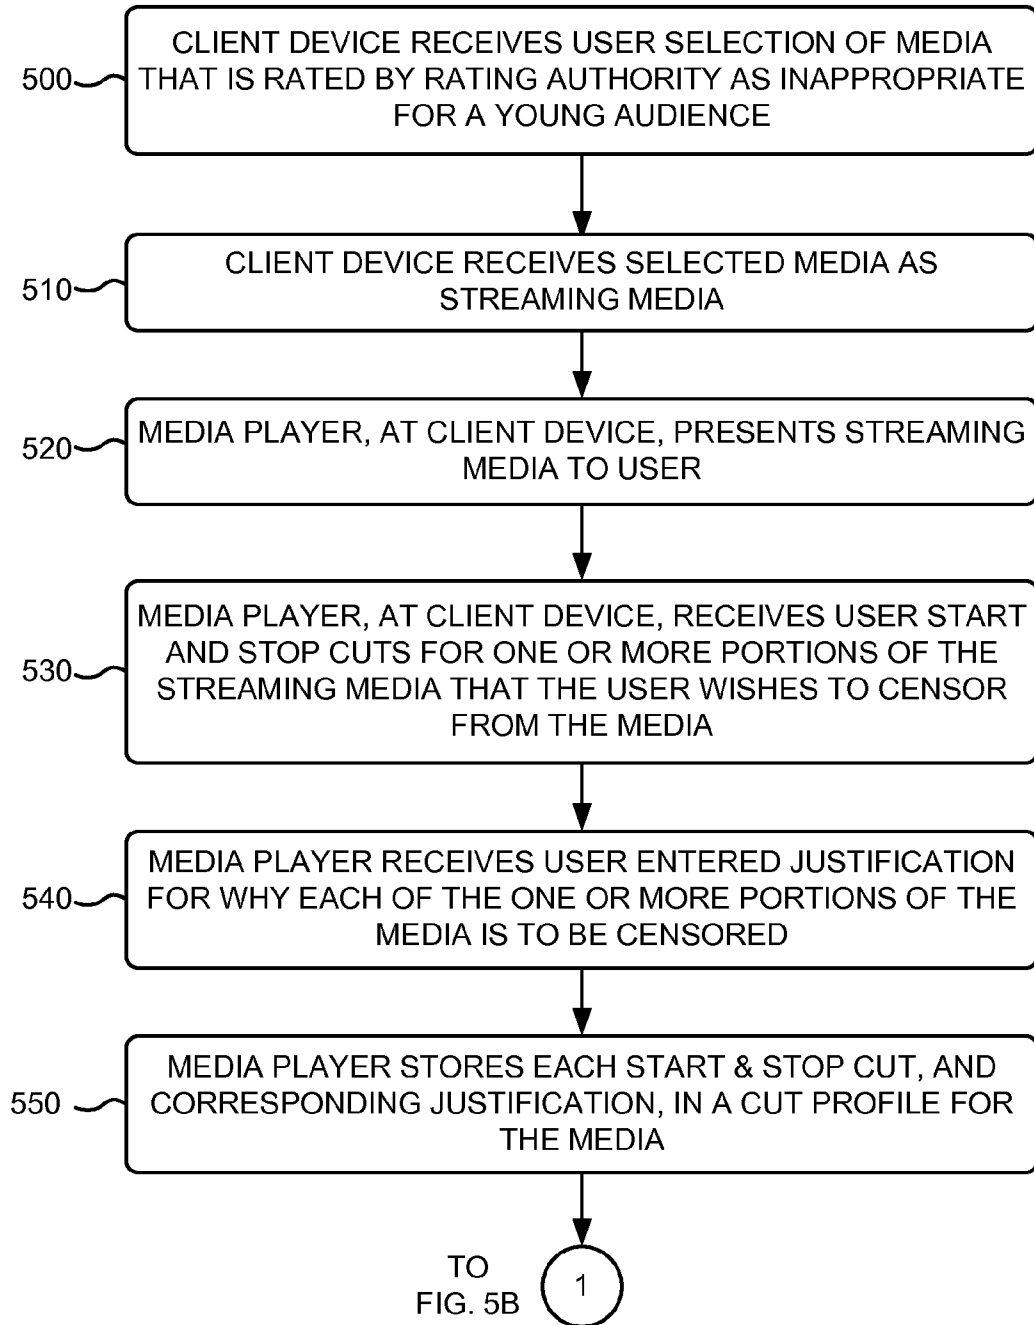 CLIENT DEVICE RECEIVES USER SELECTION OF MEDIA
500 THAT IS RATED BY RATING AUTHORITY AS INAPPROPRIATE
FOR A YOUNG AUDIENCE
CLIENT DEVICE RECEIVES SELECTED MEDIA AS
510 STREAMING MEDIA
520 MEDIA PLAYER, AT CLIENT DEVICE, PRESENTS STREAMING
MEDIA TO USER
MEDIA PLAYER, AT CLIENT DEVICE, RECEIVES USER START
530 AND STOP CUTS FOR ONE OR MORE PORTIONS OF THE
STREAMING MEDIA THAT THE USER WISHES TO CENSOR
FROM THE MEDIA
MEDIA PLAYER RECEIVES USER ENTERED JUSTIFICATION
540 FOR WHY EACH OF THE ONE OR MORE PORTIONS OF THE
MEDIA IS TO BE CENSORED
MEDIA PLAYER STORES EACH START & STOP CUT, AND
550 CORRESPONDING JUSTIFICATION, IN A CUT PROFILE FOR
THE MEDIA
TO
FIG. 5B
1